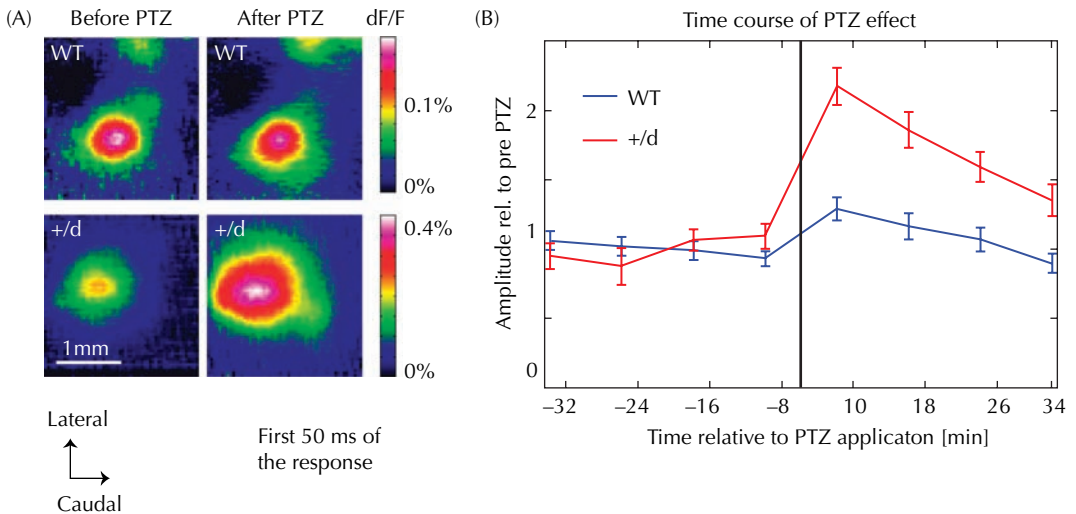 (A)
Before PTZ After PTZ dF/F
WT WT
0.1%
0%
+/d +/d
0.4%
1mm
0%
Lateral
Caudal
First 50 ms of
the response
(B)
Time course of PTZ effect
Amplitude rel. to pre PTZ
2
1
0
WT
+/d
–32 –24 –16 –8 10 18 26 34
Time relative to PTZ applicaton [min]